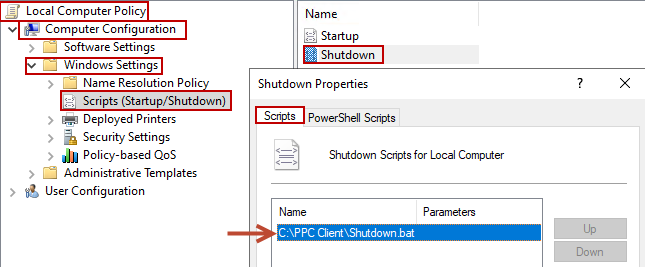 Local Computer Policy
Computer Configuration
Software Settings
Windows Settings
Name Resolution Policy
Scripts (Startup/Shutdown)
Deployed Printers
Security Settings
Policy-based QoS
Administrative Templates
User Configuration
Name
Startup
Shutdown
Shutdown Properties
Scripts
PowerShell Scripts
Shutdown Scripts for Local Computer
Name Parameters
C:\PPC Client\Shutdown.bat
Up
Down